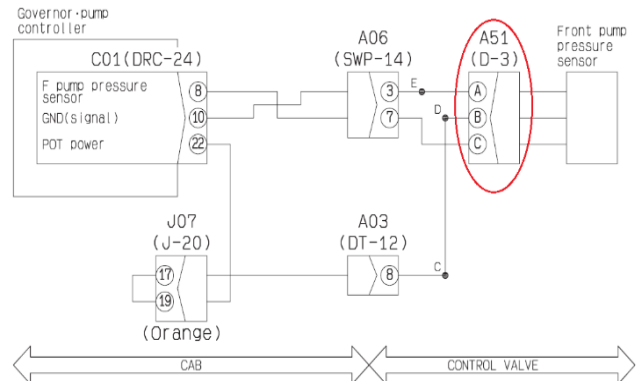 Governor·pump
controller
C01(DRC-24)
F pump pressure
sensor
8
GND(signal)
10
POT power
22
A06
(SWP-14)
3
7
E
D
C
A51
(D-3)
A
B
C
Front pump
pressure
sensor
J07
(J-20)
17
19
(Orange)
A03
(DT-12)
8
CAB
CONTROL VALVE